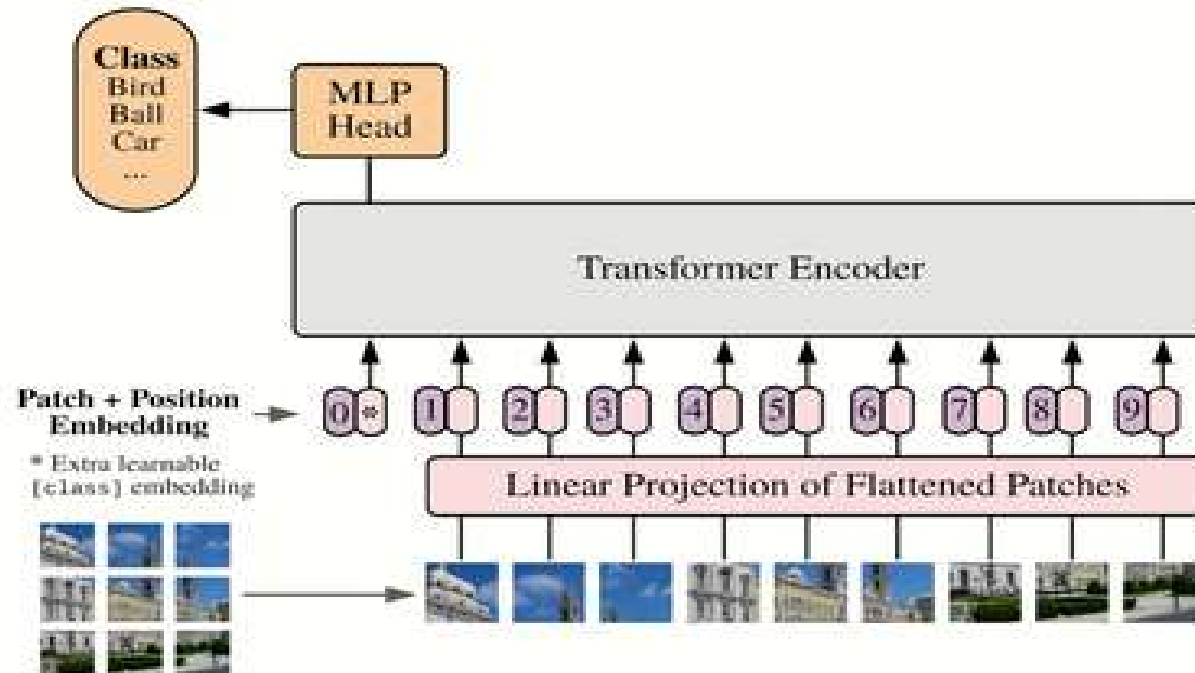 Class
Bird
Ball
Car
...
MLP
Head
Transformer Encoder
Patch + Position
Embedding
0 * 1 2 3 4 5 6 7 8 9
* Extra learnable
[class] embedding
Linear Projection of Flattened Patches